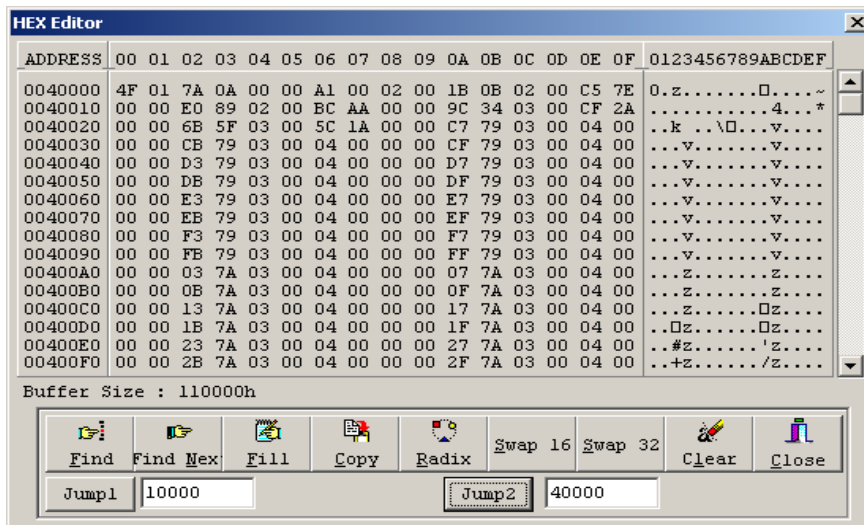 HEX Editor
ADDRESS 00 01 02 03 04 05 06 07 08 09 0A 0B 0C 0D 0E 0F 0123456789ABCDEF
0040000 4F 01 7A 0A 00 00 A1 00 02 00 1B 0B 02 00 C5 7E O.z.......□....~
0040010 00 00 E0 89 02 00 BC AA 00 00 9C 34 03 00 CF 2A ...........4...*
0040020 00 00 6B 5F 03 00 5C 1A 00 00 C7 79 03 00 04 00 ..k ..\□...v....
0040030 00 00 CB 79 03 00 04 00 00 00 CF 79 03 00 04 00 ...v.......v....
0040040 00 00 D3 79 03 00 04 00 00 00 D7 79 03 00 04 00 ...v.......v....
0040050 00 00 DB 79 03 00 04 00 00 00 DF 79 03 00 04 00 ...v.......v....
0040060 00 00 E3 79 03 00 04 00 00 00 E7 79 03 00 04 00 ...v.......v....
0040070 00 00 EB 79 03 00 04 00 00 00 EF 79 03 00 04 00 ...v.......v....
0040080 00 00 F3 79 03 00 04 00 00 00 F7 79 03 00 04 00 ...v.......v....
0040090 00 00 FB 79 03 00 04 00 00 00 FF 79 03 00 04 00 ...v.......v....
00400A0 00 00 03 7A 03 00 04 00 00 00 07 7A 03 00 04 00 ...z.......z....
00400B0 00 00 0B 7A 03 00 04 00 00 00 0F 7A 03 00 04 00 ...z.......z....
00400C0 00 00 13 7A 03 00 04 00 00 00 17 7A 03 00 04 00 ...z......□z....
00400D0 00 00 1B 7A 03 00 04 00 00 00 1F 7A 03 00 04 00 ..□z......□z....
00400E0 00 00 23 7A 03 00 04 00 00 00 27 7A 03 00 04 00 ..#z......'z....
00400F0 00 00 2B 7A 03 00 04 00 00 00 2F 7A 03 00 04 00 ..+z....../z....
Buffer Size : 110000h
Find Find Nex Fill Copy Radix Swap 16 Swap 32 Clear Close
Jump1 10000 Jump2 40000